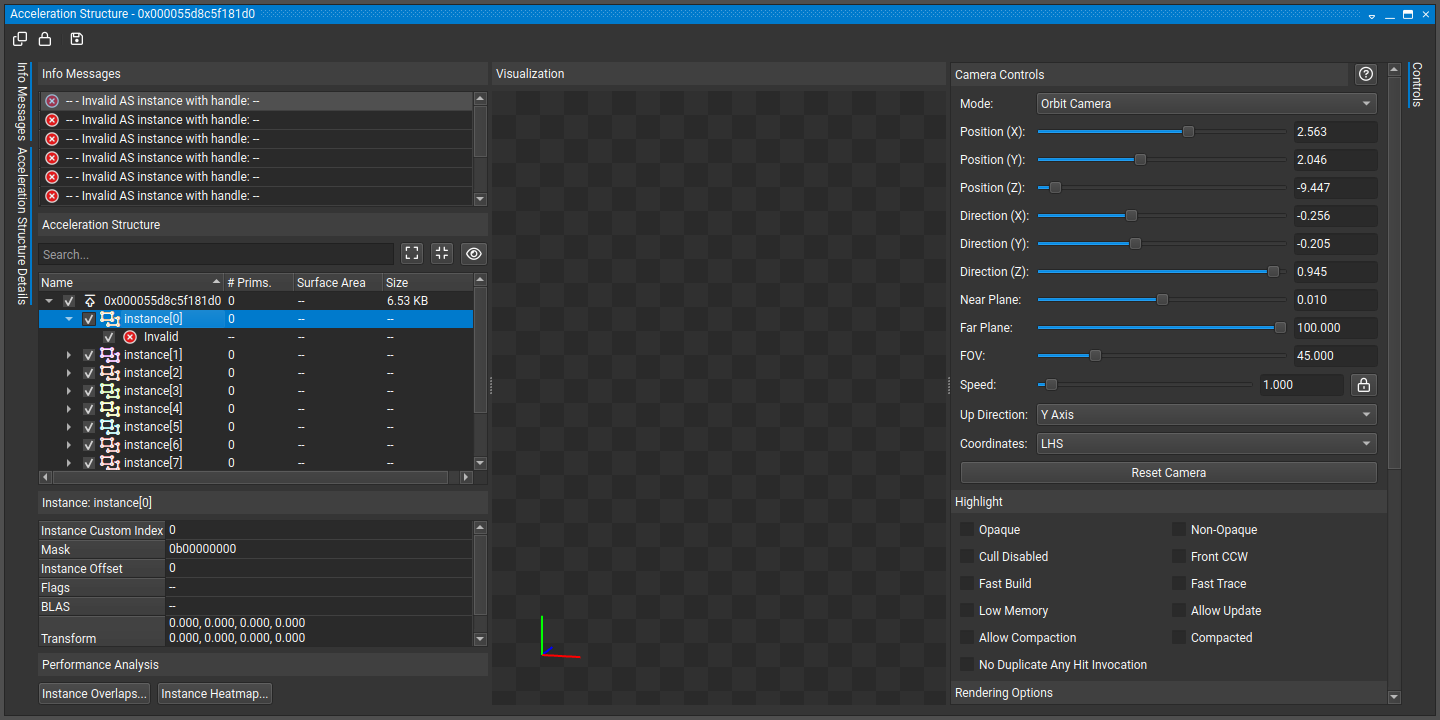 Acceleration Structure - 0x000055d8c5f181d0
Info Messages
Acceleration Structure Details
Info Messages
-- - Invalid AS instance with handle: --
-- - Invalid AS instance with handle: --
-- - Invalid AS instance with handle: --
-- - Invalid AS instance with handle: --
-- - Invalid AS instance with handle: --
-- - Invalid AS instance with handle: --
Acceleration Structure
Search...
Name # Prims. Surface Area Size
0x000055d8c5f181d0 0 -- 6.53 KB
instance[0] 0 -- --
Invalid -- -- --
instance[1] 0 -- --
instance[2] 0 -- --
instance[3] 0 -- --
instance[4] 0 -- --
instance[5] 0 -- --
instance[6] 0 -- --
instance[7] 0 -- --
Instance: instance[0]
Instance Custom Index 0
Mask 0b00000000
Instance Offset 0
Flags --
BLAS --
0.000, 0.000, 0.000, 0.000
Transform 0.000, 0.000, 0.000, 0.000
Performance Analysis
Instance Overlaps... Instance Heatmap...
Visualization
Camera Controls
Mode: Orbit Camera
Position (X): 2.563
Position (Y): 2.046
Position (Z): -9.447
Direction (X): -0.256
Direction (Y): -0.205
Direction (Z): 0.945
Near Plane: 0.010
Far Plane: 100.000
FOV: 45.000
Speed: 1.000
Up Direction: Y Axis
Coordinates: LHS
Reset Camera
Highlight
Opaque Non-Opaque
Cull Disabled Front CCW
Fast Build Fast Trace
Low Memory Allow Update
Allow Compaction Compacted
No Duplicate Any Hit Invocation
Rendering Options
Controls